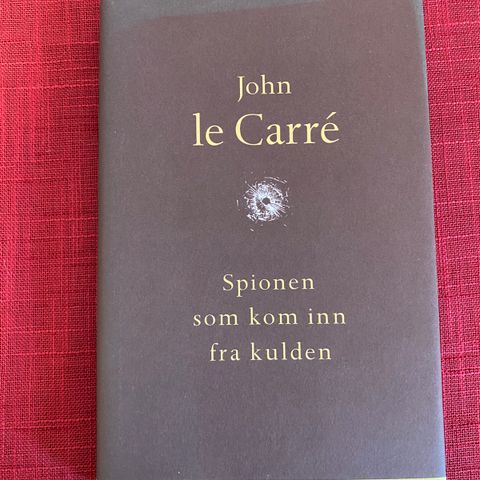 John
le Carré
Spionen
som kom inn
fra kulden